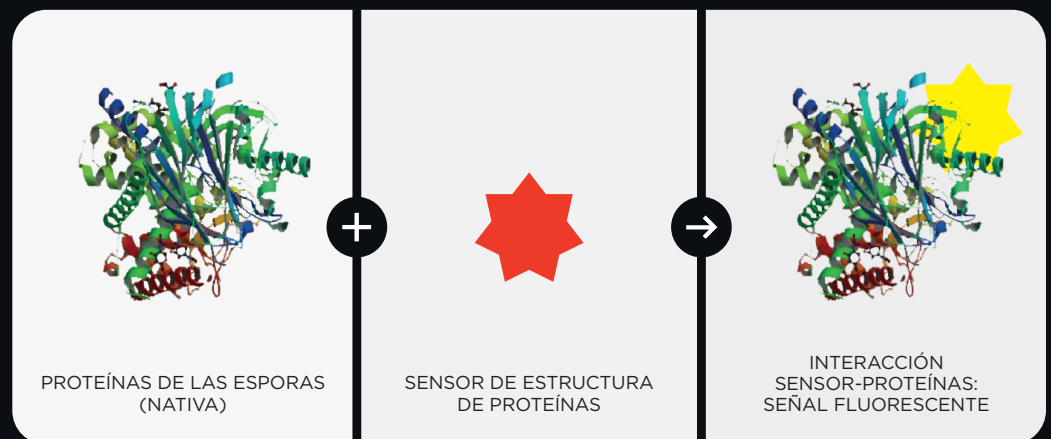 PROTEÍNAS DE LAS ESPORAS
(NATIVA)
+
SENSOR DE ESTRUCTURA
DE PROTEÍNAS
→
INTERACCIÓN
SENSOR-PROTEÍNAS:
SEÑAL FLUORESCENTE